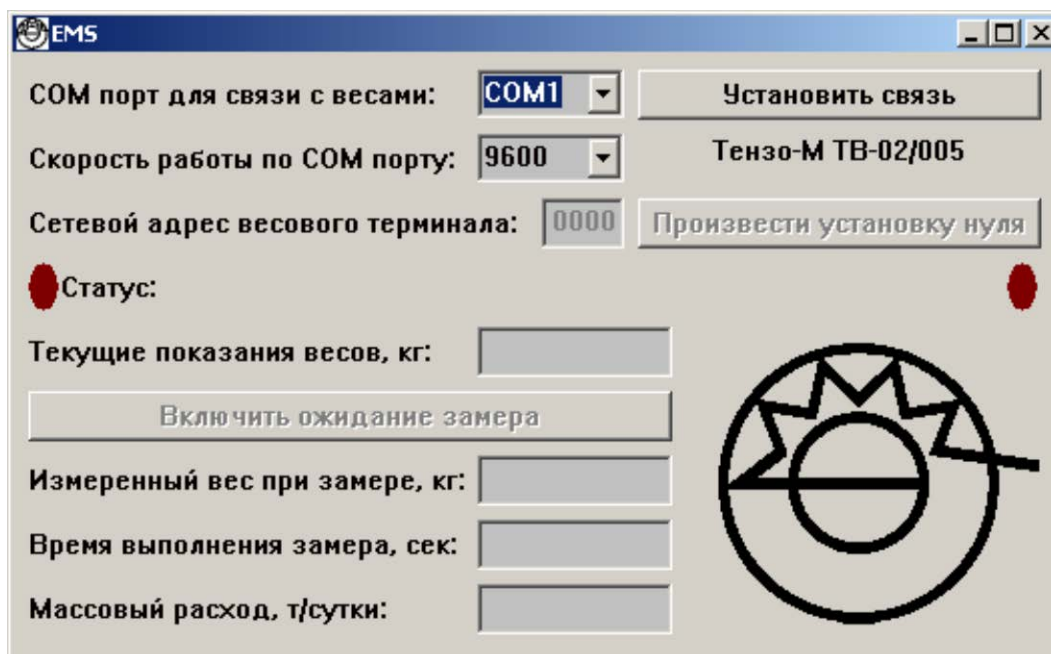 EMS
COM порт для связи с весами: COM1 Установить связь
Скорость работы по COM порту: 9600 Тензо-М ТВ-02/005
Сетевой адрес весового терминала: 0000 Произвести установку нуля
Статус:
Текущие показания весов, кг:
Включить ожидание замера
Измеренный вес при замере, кг:
Время выполнения замера, сек:
Массовый расход, т/сутки: